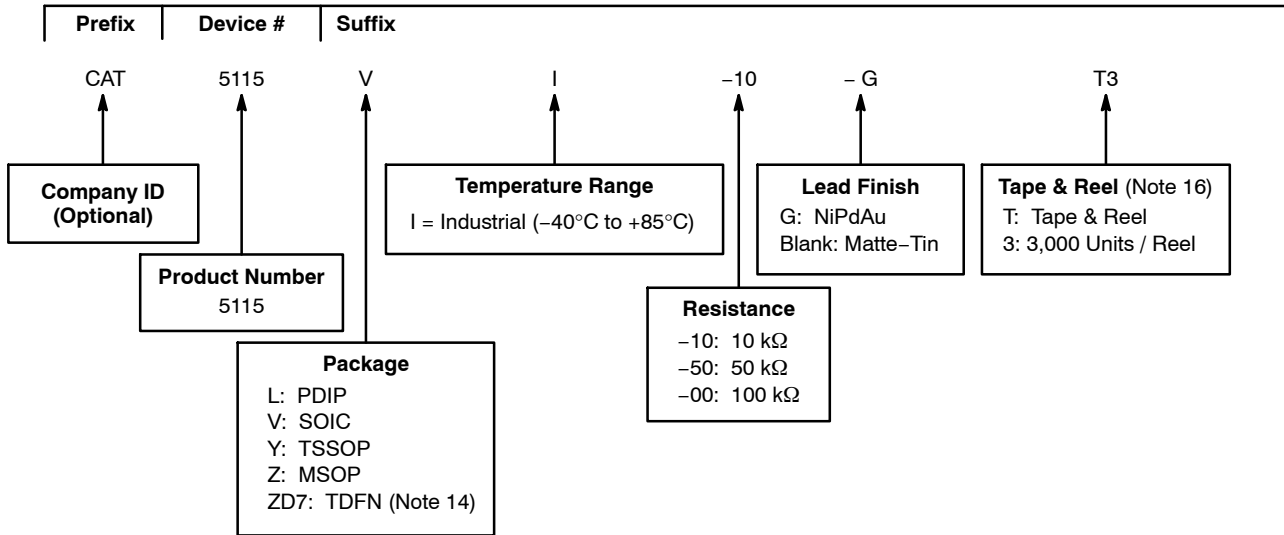 Prefix Device # Suffix
CAT 5115 V I −10 − G T3
Company ID
(Optional)
Product Number
5115
Package
L: PDIP
V: SOIC
Y: TSSOP
Z: MSOP
ZD7: TDFN (Note 14)
Temperature Range
I = Industrial (−40°C to +85°C)
Resistance
−10: 10 kΩ
−50: 50 kΩ
−00: 100 kΩ
Lead Finish
G: NiPdAu
Blank: Matte−Tin
Tape & Reel (Note 16)
T: Tape & Reel
3: 3,000 Units / Reel